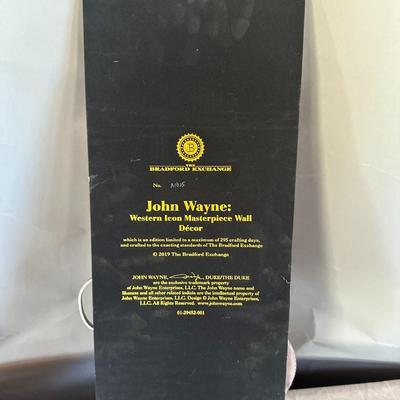 B
THE
BRADFORD EXCHANGE
No.
John Wayne:
Western Icon Masterpiece Wall
Décor
which is an edition limited to a maximum of 295 crafting days,
and crafted to the exacting standards of The Bradford Exchange
© 2019 The Bradford Exchange
JOHN WAYNE, DUKE/THE DUKE
are the exclusive trademark property
of John Wayne Enterprises, LLC. The John Wayne name and
likeness and all other related indicia are the intellectual property of
John Wayne Enterprises, LLC. Design © John Wayne Enterprises,
LLC. All Rights Reserved. www.johnwayne.com
01-29452-001